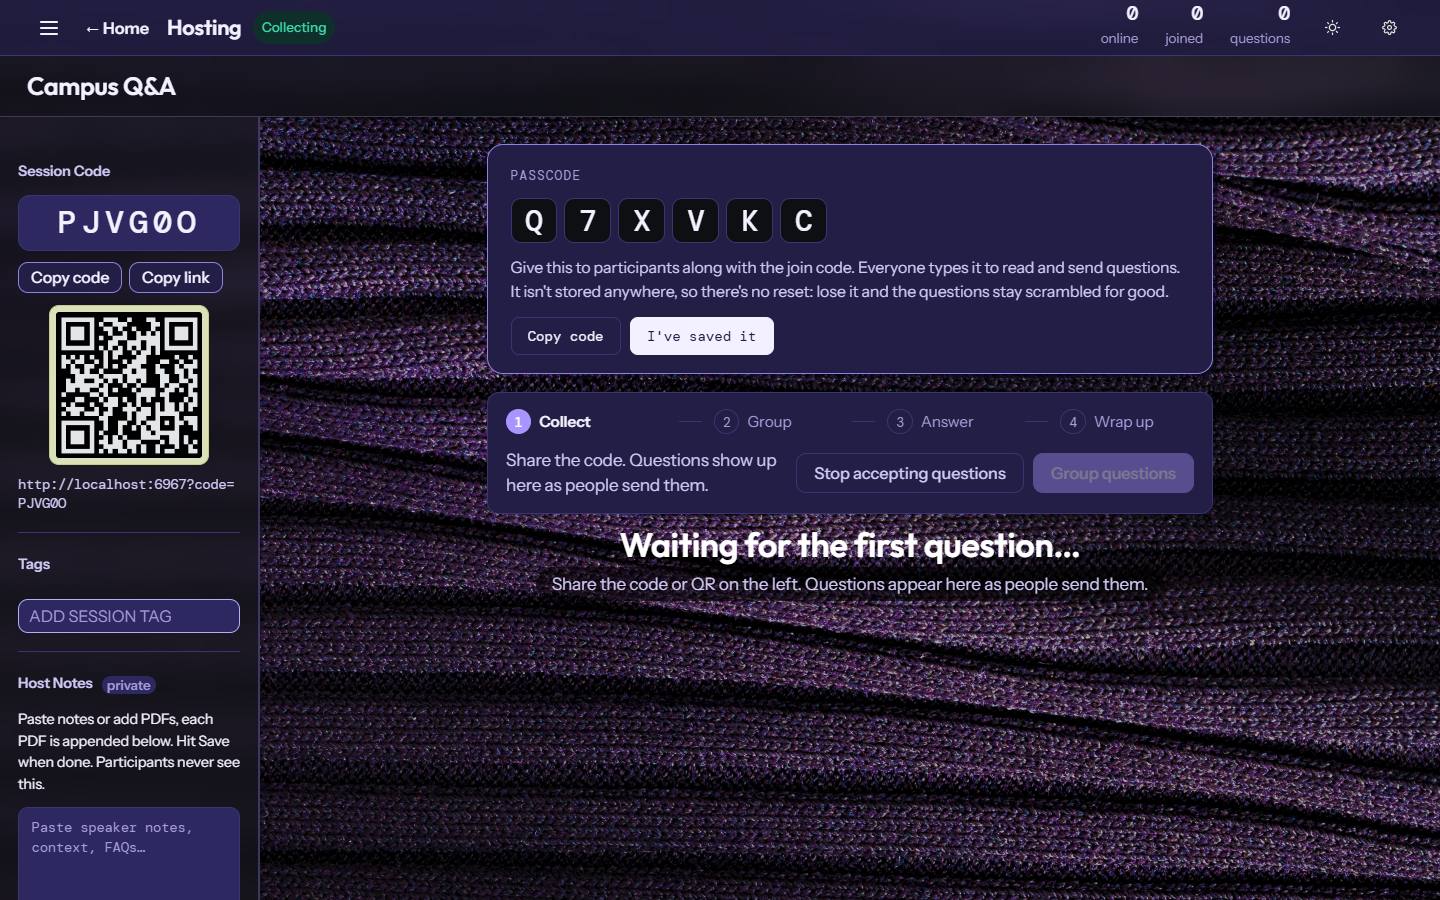 ← Home Hosting Collecting
0 online
0 joined
0 questions
Campus Q&A
Session Code
PJVG0O
Copy code Copy link
http://localhost:6967?code=
PJVG0O
Tags
ADD SESSION TAG
Host Notes private
Paste notes or add PDFs, each
PDF is appended below. Hit Save
when done. Participants never see
this.
Paste speaker notes,
context, FAQs…
PASSCODE
Q 7 X V K C
Give this to participants along with the join code. Everyone types it to read and send questions.
It isn't stored anywhere, so there's no reset: lose it and the questions stay scrambled for good.
Copy code I've saved it
1 Collect 2 Group 3 Answer 4 Wrap up
Share the code. Questions show up
here as people send them.
Stop accepting questions Group questions
Waiting for the first question...
Share the code or QR on the left. Questions appear here as people send them.